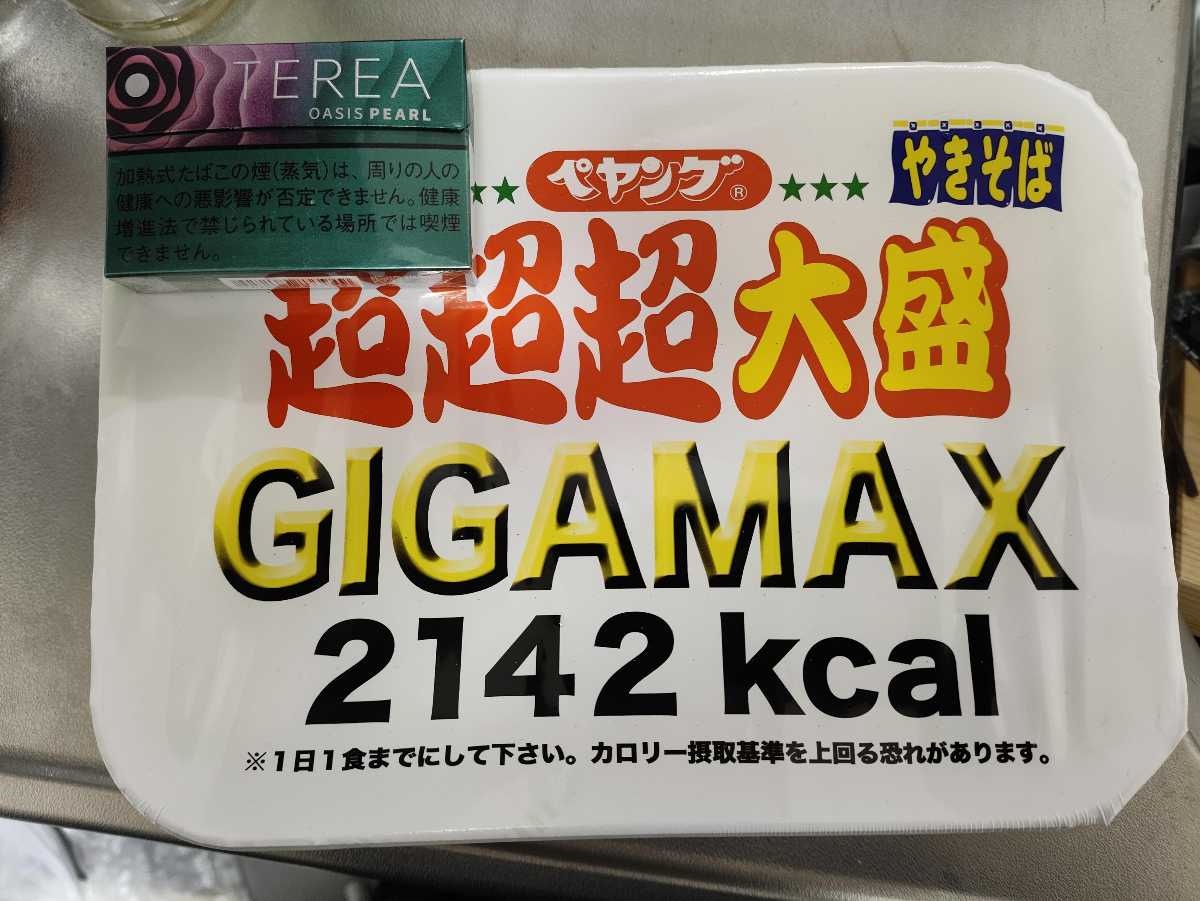 TEREA
OASIS PEARL
加熱式たばこの煙(蒸気)は、周りの人の
健康への悪影響が否定できません。健康
増進法で禁じられている場所では喫煙
できません。
ペヤング®
やきそば
超超超大盛
GIGAMAX
2142kcal
※1日1食までにして下さい。カロリー摂取基準を上回る恐れがあります。